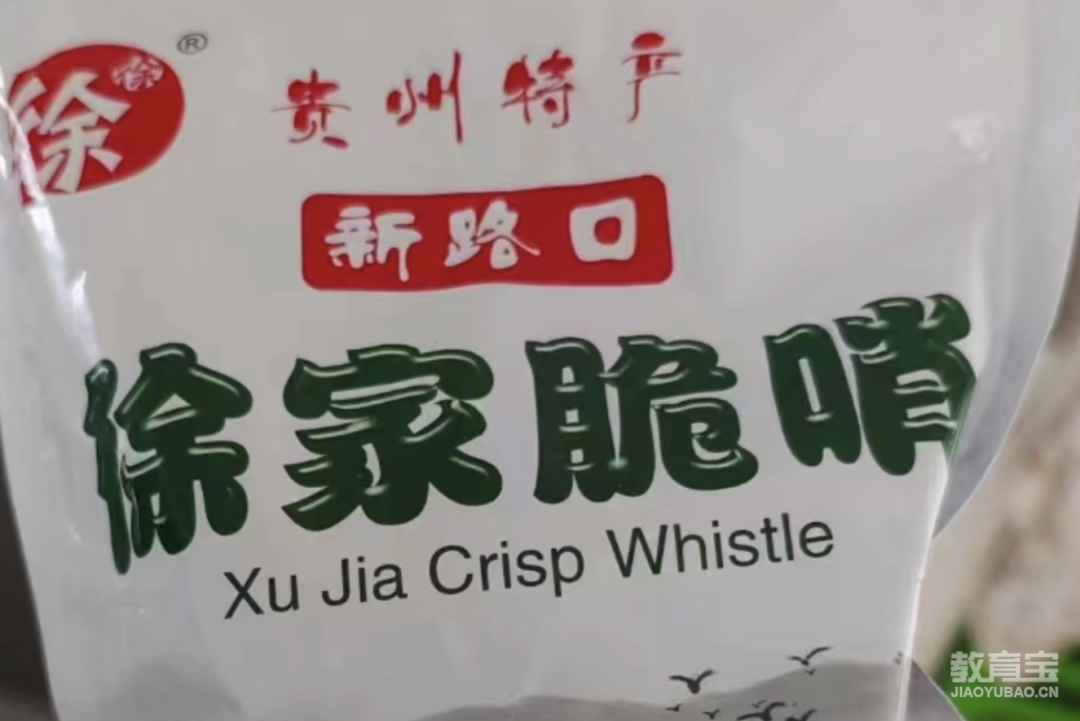 徐徐®
贵州特产
新路口
徐家脆哨
Xu Jia Crisp Whistle
教育宝
JIAOYUBAO.CN